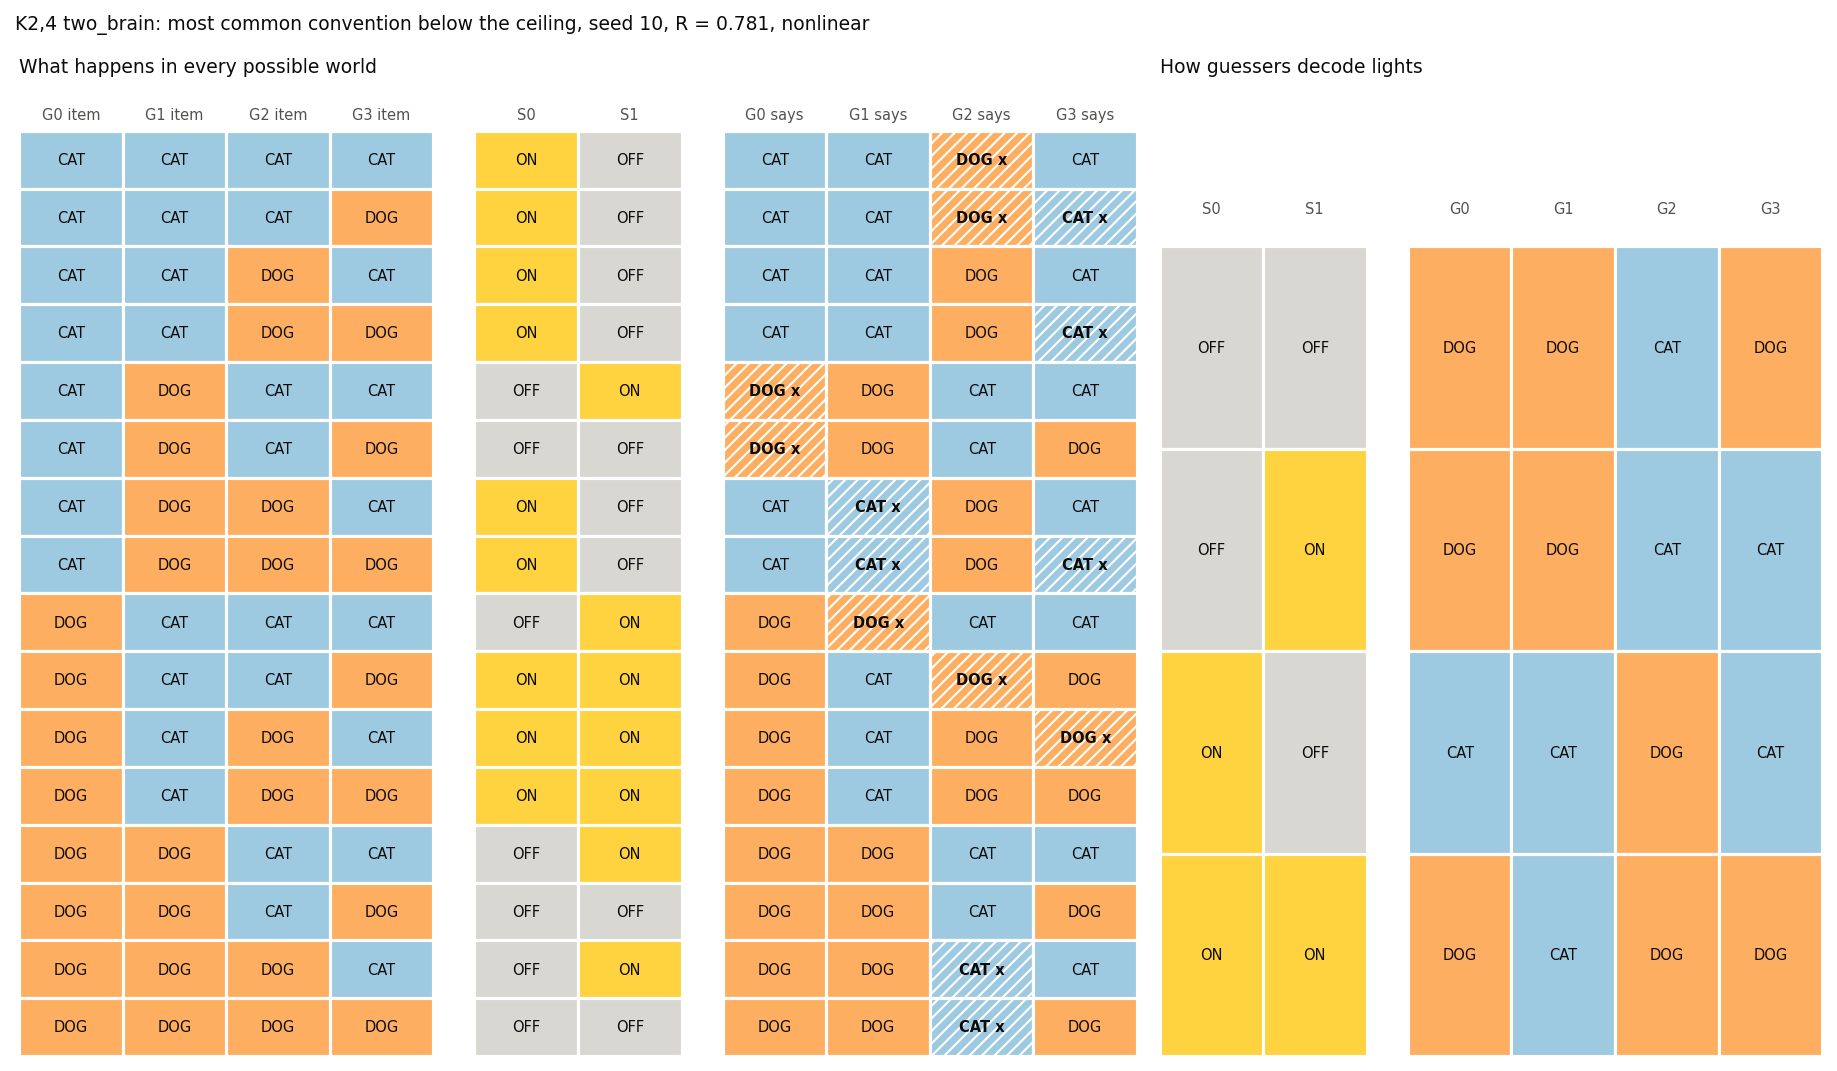 K2,4 two_brain: most common convention below the ceiling, seed 10, R = 0.781, nonlinear
What happens in every possible world
G0 item G1 item G2 item G3 item S0 S1 G0 says G1 says G2 says G3 says
CAT CAT CAT CAT ON OFF CAT CAT DOG x CAT
CAT CAT CAT DOG ON OFF CAT CAT DOG x CAT x
CAT CAT DOG CAT ON OFF CAT CAT DOG CAT
CAT CAT DOG DOG ON OFF CAT CAT DOG CAT x
CAT DOG CAT CAT OFF ON DOG x DOG CAT CAT
CAT DOG CAT DOG OFF OFF DOG x DOG CAT DOG
CAT DOG DOG CAT ON OFF CAT CAT x DOG CAT
CAT DOG DOG DOG ON OFF CAT CAT x DOG CAT x
DOG CAT CAT CAT OFF ON DOG DOG x CAT CAT
DOG CAT CAT DOG ON ON DOG CAT DOG x DOG
DOG CAT DOG CAT ON ON DOG CAT DOG DOG x
DOG CAT DOG DOG ON ON DOG CAT DOG DOG
DOG DOG CAT CAT OFF ON DOG DOG CAT CAT
DOG DOG CAT DOG OFF OFF DOG DOG CAT DOG
DOG DOG DOG CAT OFF ON DOG DOG CAT x CAT
DOG DOG DOG DOG OFF OFF DOG DOG CAT x DOG
How guessers decode lights
S0 S1 G0 G1 G2 G3
OFF OFF DOG DOG CAT DOG
OFF ON DOG DOG CAT CAT
ON OFF CAT CAT DOG CAT
ON ON DOG CAT DOG DOG